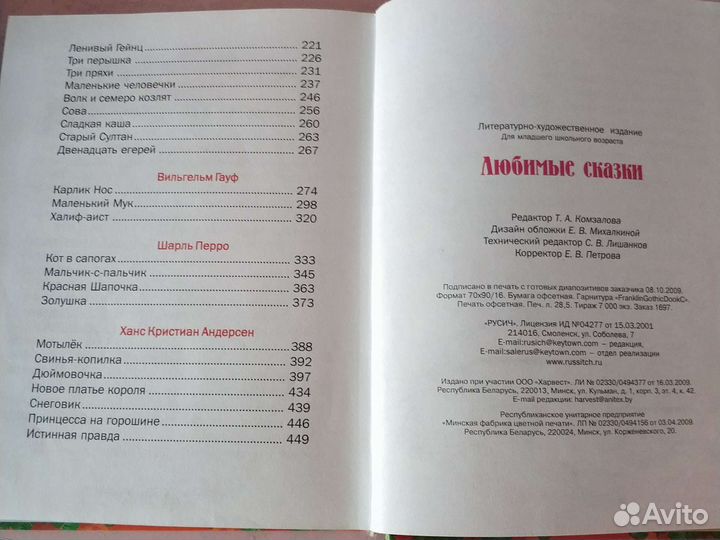 Ленивый Гейнц 221
Три перышка 226
Три пряхи 231
Маленькие человечки 237
Волк и семеро козлят 246
Сова 256
Сладкая каша 260
Старый Султан 263
Двенадцать егерей 267
Вильгельм Гауф
Карлик Нос 274
Маленький Мук 298
Халиф-аист 320
Шарль Перро
Кот в сапогах 333
Мальчик-с-пальчик 345
Красная Шапочка 363
Золушка 373
Ханс Кристиан Андерсен
Мотылёк 388
Свинья-копилка 392
Дюймовочка 397
Новое платье короля 434
Снеговик 439
Принцесса на горошине 446
Истинная правда 449
Литературно-художественное издание
Для младшего школьного возраста
Любимые сказки
Редактор Т. А. Комзалова
Дизайн обложки Е. В. Михалкиной
Технический редактор С. В. Лишанков
Корректор Е. В. Петрова
Подписано в печать с готовых диапозитивов заказчика 08.10.2009.
Формат 70х90/16. Бумага офсетная. Гарнитура «FranklinGothicDookC».
Печать офсетная. Печ. л. 28,5. Тираж 7 000 экз. Заказ 1697.
«РУСИЧ». Лицензия ИД №04277 от 15.03.2001
214016, Смоленск, ул. Соболева, 7
E-mail:rusich@keytown.com – редакция,
E-mail:salerus@keytown.com – отдел реализации
www.russitch.ru
Издано при участии ООО «Харвест». ЛИ № 02330/0494377 от 16.03.2009.
Республика Беларусь, 220013, Минск, ул. Кульман, д. 1, корп. 3, эт. 4, к. 42.
E-mail редакции: harvest@anitex.by
Республиканское унитарное предприятие
«Минская фабрика цветной печати». ЛП № 02330/0494156 от 03.04.2009.
Республика Беларусь, 220024, Минск, ул. Корженевского, 20.
Avito